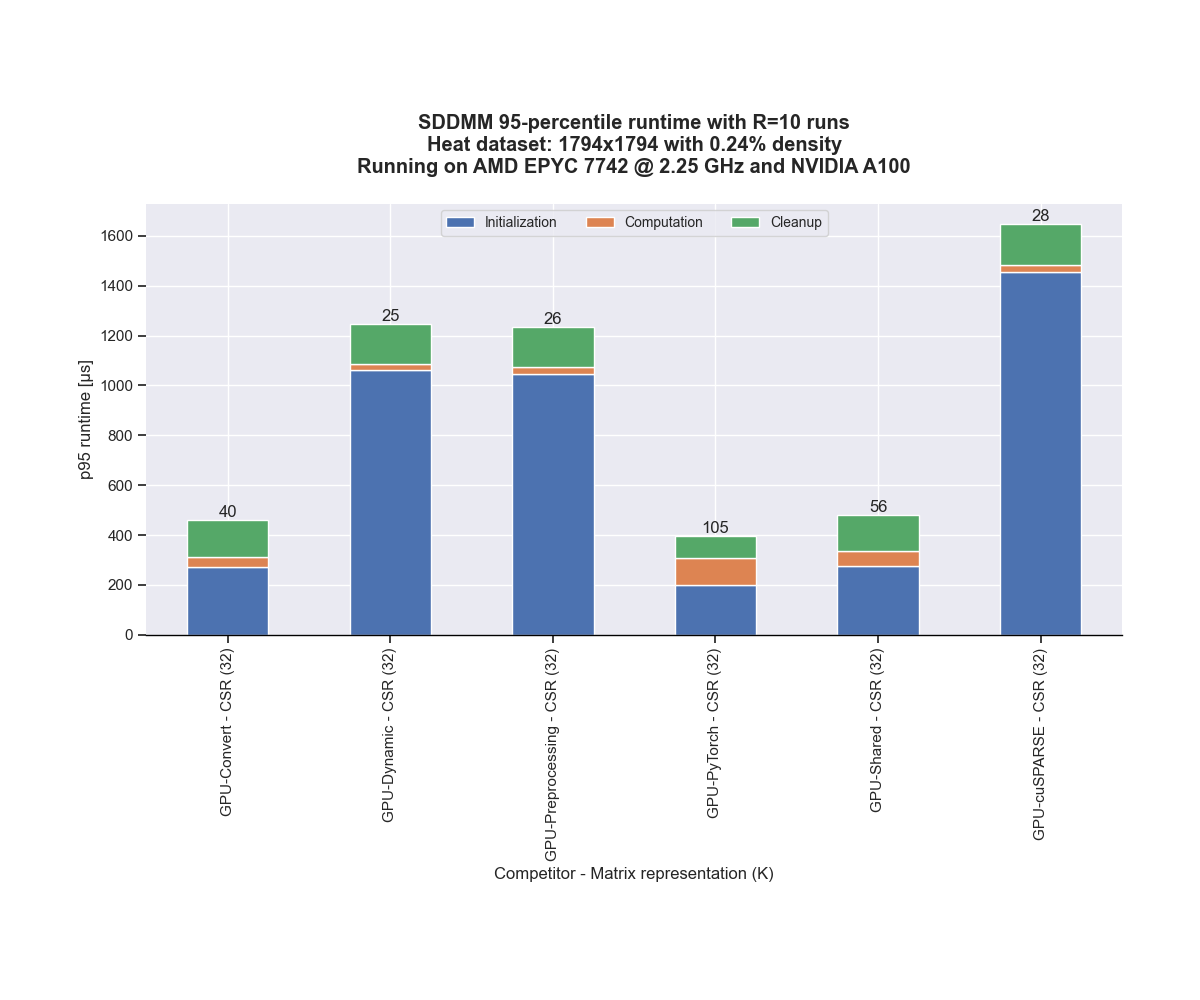 SDDMM 95-percentile runtime with R=10 runs
Heat dataset: 1794x1794 with 0.24% density
Running on AMD EPYC 7742 @ 2.25 GHz and NVIDIA A100
Initialization
Computation
Cleanup
p95 runtime [µs]
1600
1400
1200
1000
800
600
400
200
0
40
25
26
105
56
28
GPU-Convert - CSR (32)
GPU-Dynamic - CSR (32)
GPU-Preprocessing - CSR (32)
GPU-PyTorch - CSR (32)
GPU-Shared - CSR (32)
GPU-cuSPARSE - CSR (32)
Competitor - Matrix representation (K)